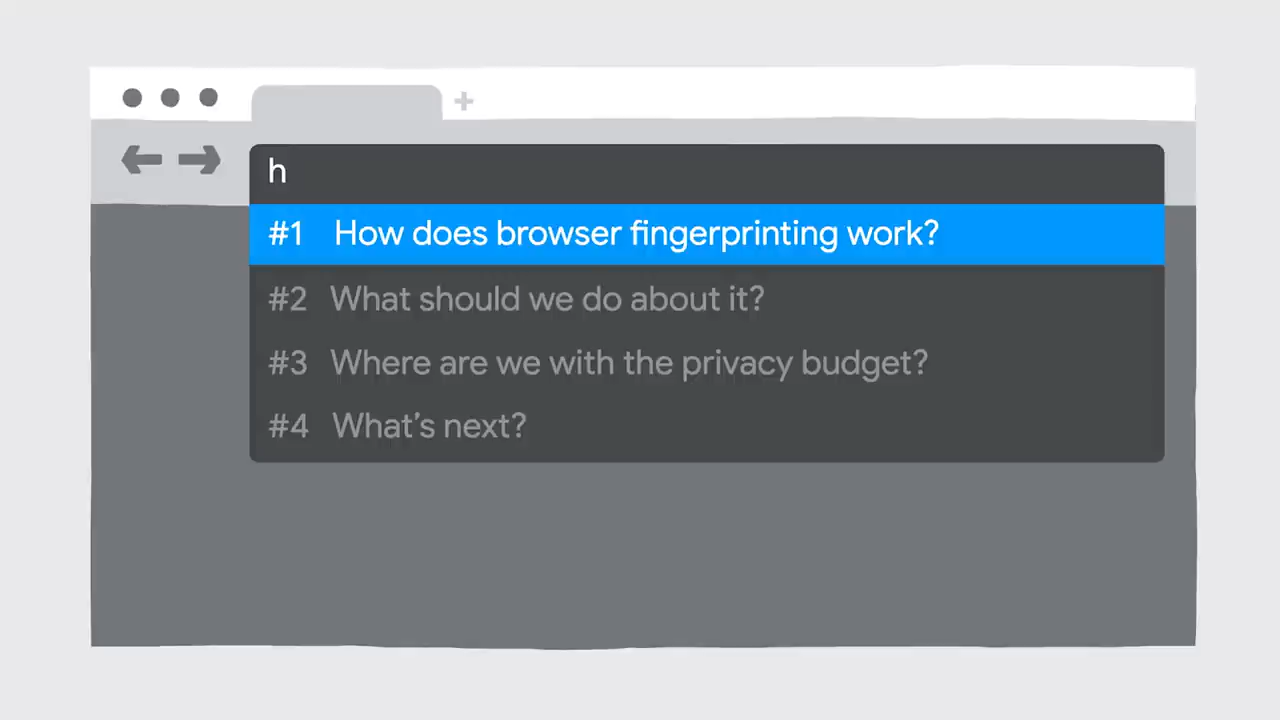 h
#1 How does browser fingerprinting work?
#2 What should we do about it?
#3 Where are we with the privacy budget?
#4 What’s next?